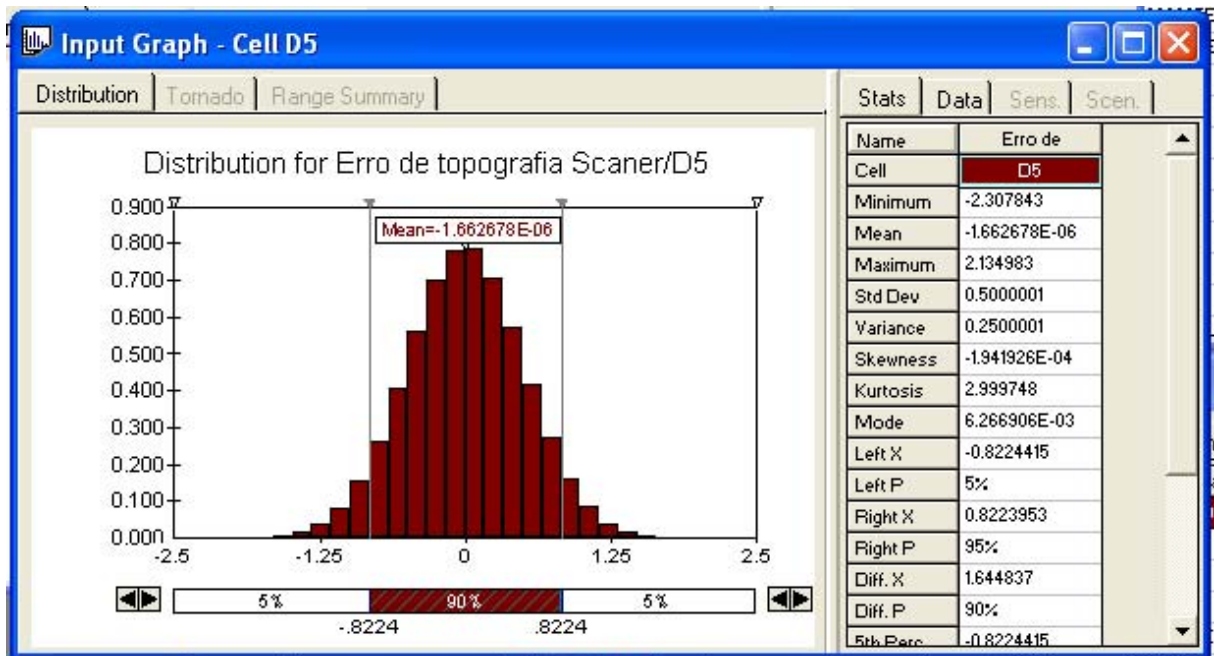 Input Graph - Cell D5
Distribution Tornado Range Summary
Distribution for Erro de topografia Scaner/D5
Mean=-1.662678E-06
0.900
0.800
0.700
0.600
0.500
0.400
0.300
0.200
0.100
0.000
-2.5 -1.25 0 1.25 2.5
5% 90% 5%
-.8224 .8224
Stats Data Sens. Scen.
Name Erro de
Cell D5
Minimum -2.307843
Mean -1.662678E-06
Maximum 2.134983
Std Dev 0.5000001
Variance 0.2500001
Skewness -1.941926E-04
Kurtosis 2.999748
Mode 6.266906E-03
Left X -0.8224415
Left P 5%
Right X 0.8223953
Right P 95%
Diff. X 1.644837
Diff. P 90%
5th Perc -0.8224415